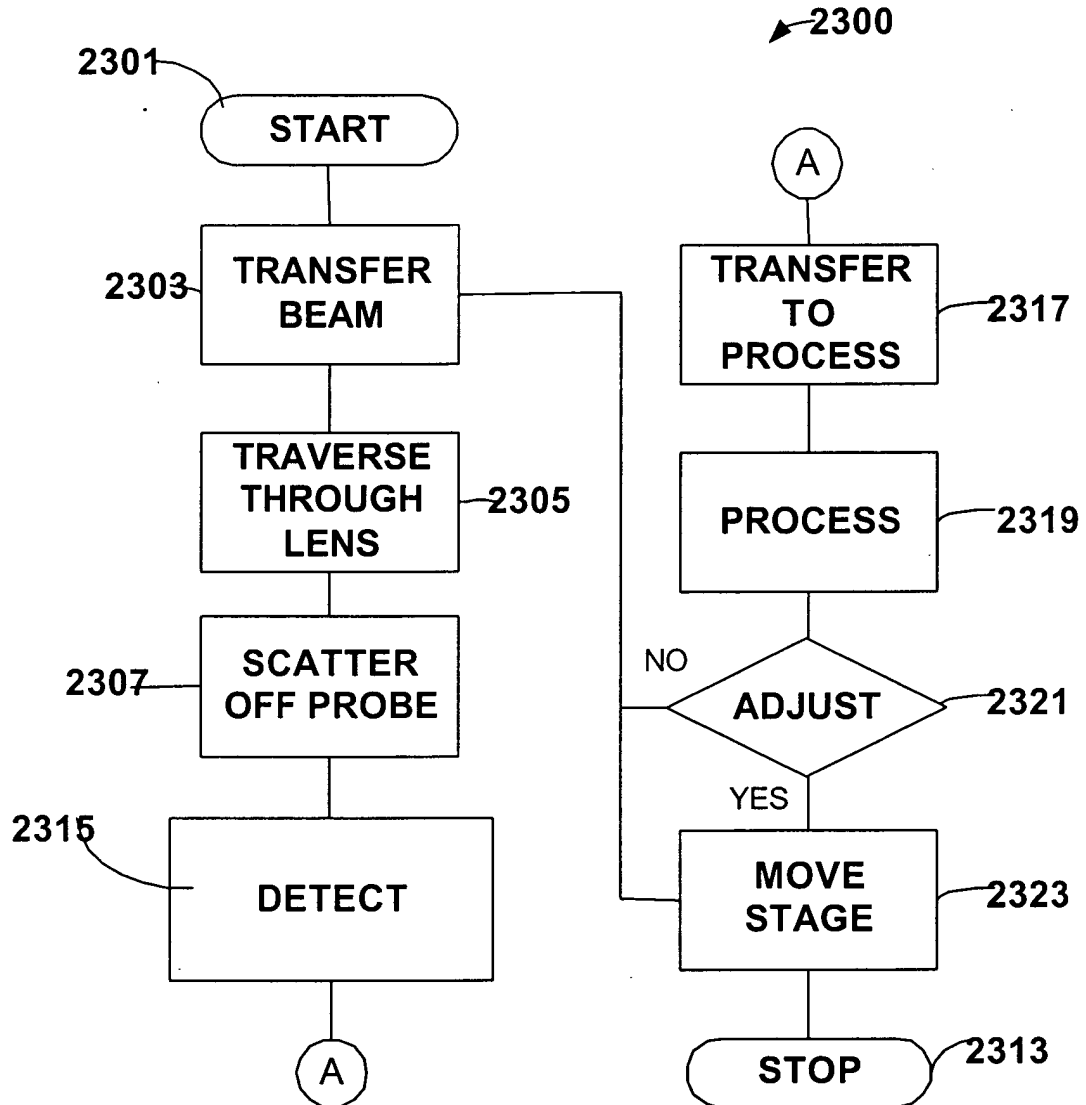 2300
2301
START
2303
TRANSFER
BEAM
TRAVERSE
THROUGH
LENS
2305
2307
SCATTER
OFF PROBE
2315
DETECT
A
A
TRANSFER
TO
PROCESS
2317
PROCESS
2319
NO
ADJUST
2321
YES
MOVE
STAGE
2323
STOP
2313